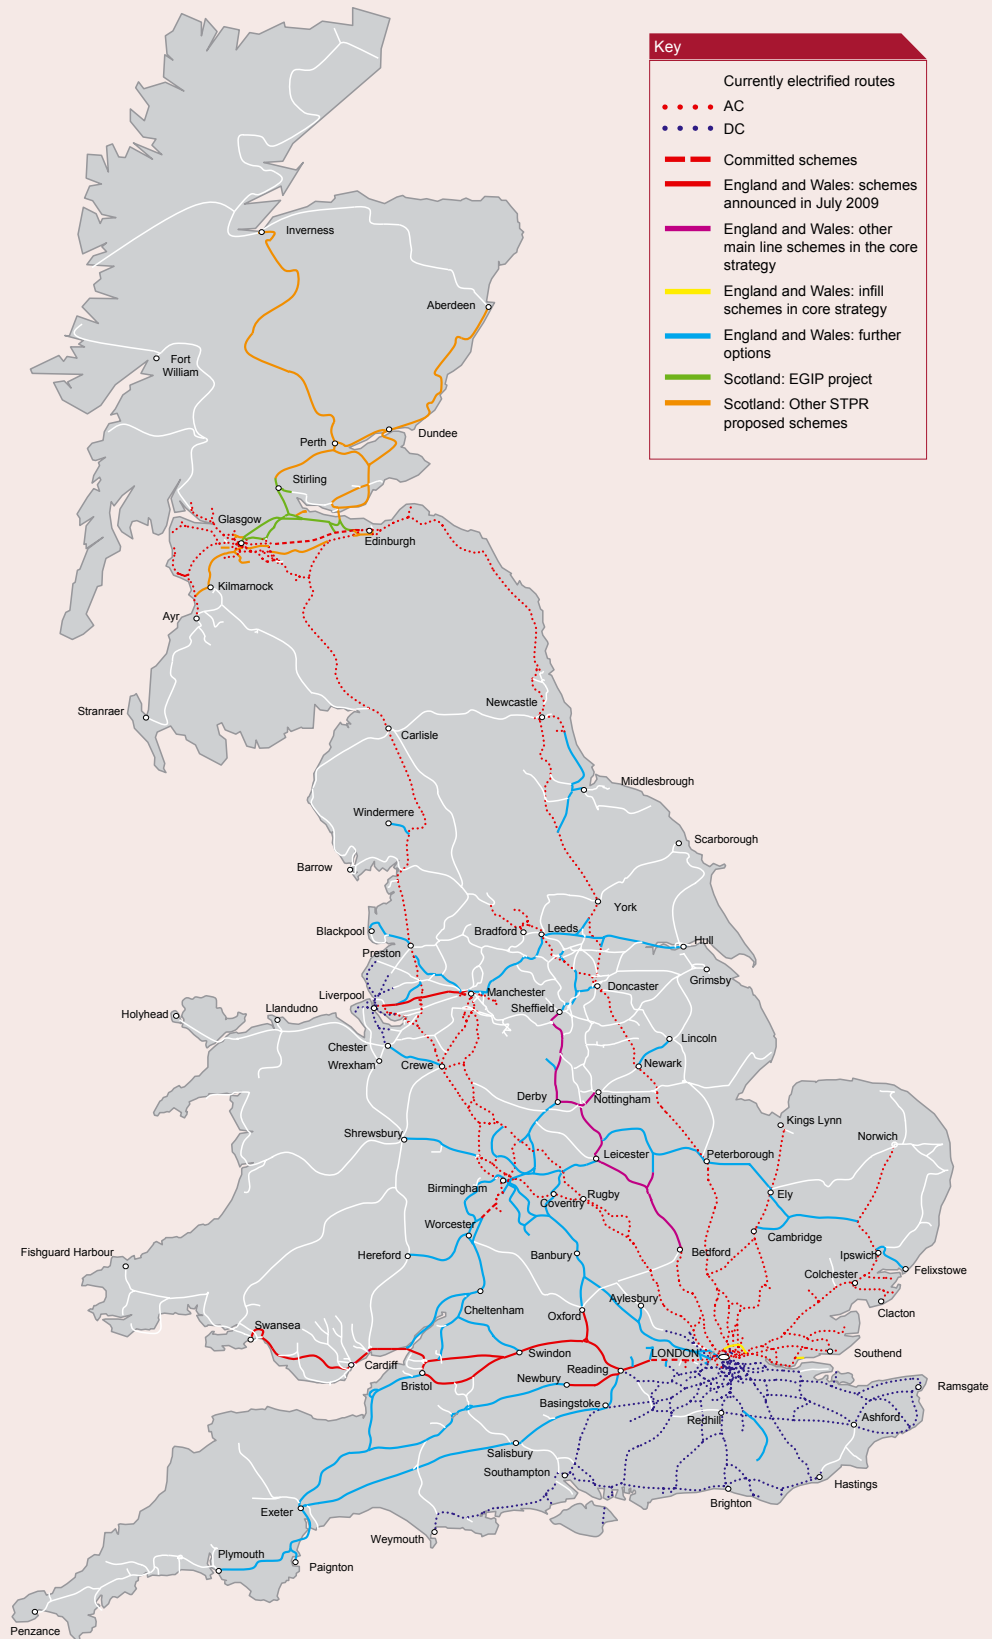 Key
Currently electrified routes
AC
DC
Committed schemes
England and Wales: schemes
announced in July 2009
England and Wales: other
main line schemes in the core
strategy
England and Wales: infill
schemes in core strategy
England and Wales: further
options
Scotland: EGIP project
Scotland: Other STPR
proposed schemes
Inverness
Aberdeen
Fort
William
Dundee
Perth
Stirling
Glasgow
Edinburgh
Kilmarnock
Ayr
Newcastle
Stranraer
Carlisle
Middlesbrough
Windermere
Scarborough
Barrow
York
Blackpool
Bradford
Leeds
Hull
Preston
Grimsby
Doncaster
Manchester
Liverpool
Sheffield
Llandudno
Holyhead
Lincoln
Chester
Wrexham
Crewe
Newark
Derby
Nottingham
Kings Lynn
Norwich
Shrewsbury
Leicester
Peterborough
Birmingham
Coventry
Rugby
Ely
Worcester
Cambridge
Fishguard Harbour
Hereford
Banbury
Bedford
Ipswich
Felixstowe
Colchester
Aylesbury
Cheltenham
Oxford
Clacton
Swansea
Swindon
LONDON
Southend
Cardiff
Reading
Newbury
Bristol
Ramsgate
Basingstoke
Redhill
Ashford
Salisbury
Southampton
Hastings
Brighton
Exeter
Weymouth
Plymouth
Paignton
Penzance